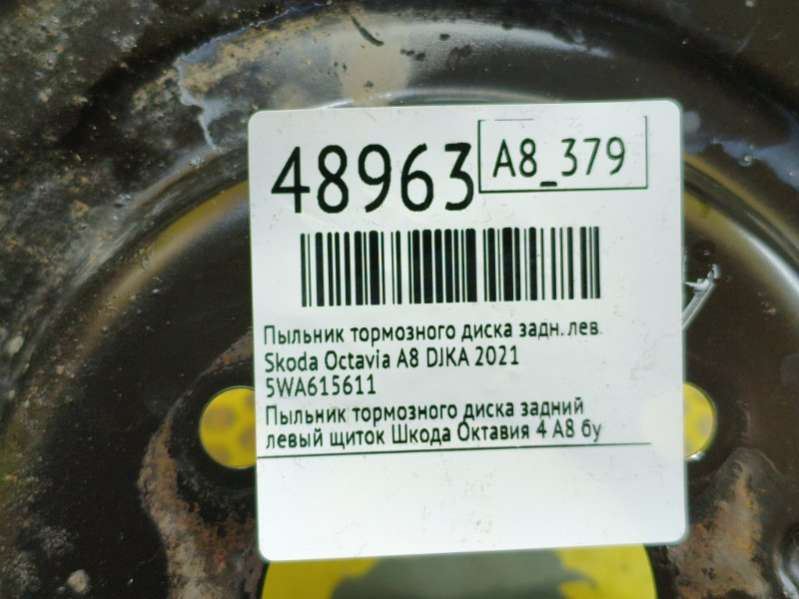 48963
A8_379
Пыльник тормозного диска задн. лев.
Skoda Octavia A8 DJKA 2021
5WA615611
Пыльник тормозного диска задний
левый щиток Шкода Октавия 4 А8 бу